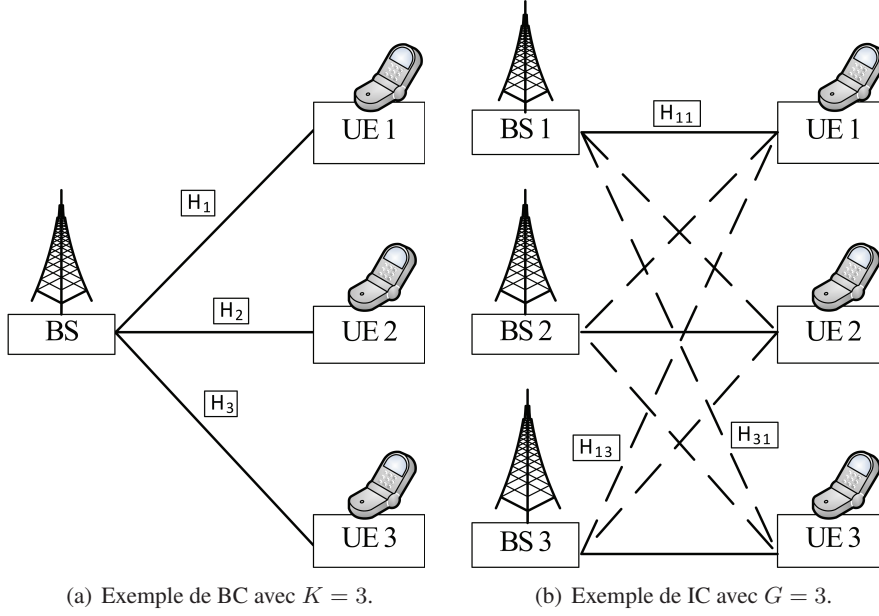 UE 1
H₁
BS
H₂
UE 2
H₃
UE 3
(a) Exemple de BC avec K = 3.
BS 1
H₁₁
UE 1
BS 2
UE 2
H₁₃
H₃₁
BS 3
UE 3
(b) Exemple de IC avec G = 3.